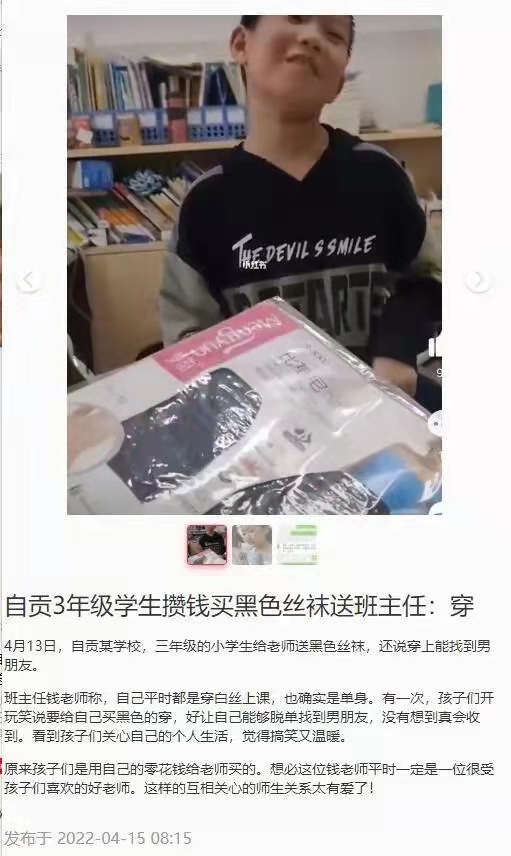 THE DEVIL S SMILE
小红书
START
Mengyun
自贡3年级学生攒钱买黑色丝袜送班主任：穿
4月13日，自贡某学校，三年级的小学生给老师送黑色丝袜，还说穿上能找到男
朋友。
班主任钱老师称，自己平时都是穿白丝上课，也确实是单身。有一次，孩子们开
玩笑说要给自己买黑色的穿，好让自己能够脱单找到男朋友，没有想到真会收
到。看到孩子们关心自己的个人生活，觉得搞笑又温暖。
原来孩子们是用自己的零花钱给老师买的。想必这位钱老师平时一定是一位很受
孩子们喜欢的好老师。这样的互相关心的师生关系太有爱了！
发布于 2022-04-15 08:15